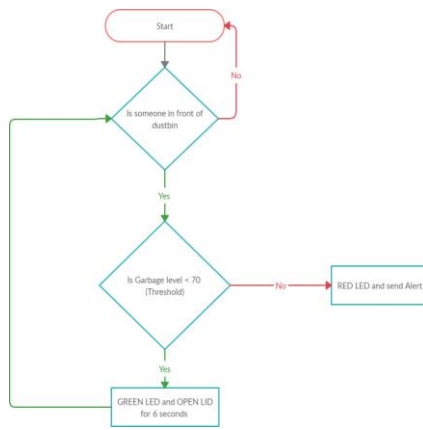 Start
No
Is someone in front of
dustbin
Yes
Is Garbage level < 70
(Threshold)
No
RED LED and send Alert
Yes
GREEN LED and OPEN LID
for 6 seconds